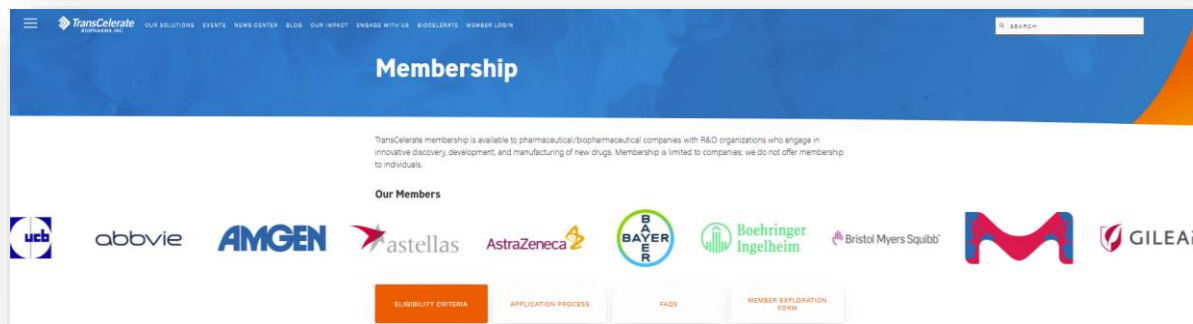 TransCelerate
BIOPHARMA INC.
OUR SOLUTIONS EVENTS NEWS CENTER BLOG OUR IMPACT ENGAGE WITH US BIOCELERATE MEMBER LOGIN
SEARCH
Membership
TransCelerate membership is available to pharmaceutical/biopharmaceutical companies with R&D organizations who engage in
innovative discovery, development, and manufacturing of new drugs. Membership is limited to companies; we do not offer membership
to individuals.
Our Members
ucb
abbvie
AMGEN
astellas
AstraZeneca
BAYER
BAYER
Boehringer
Ingelheim
Bristol Myers Squibb
M
GILEA
ELIGIBILITY CRITERIA
APPLICATION PROCESS
FAQS
MEMBER EXPLORATION
FORM